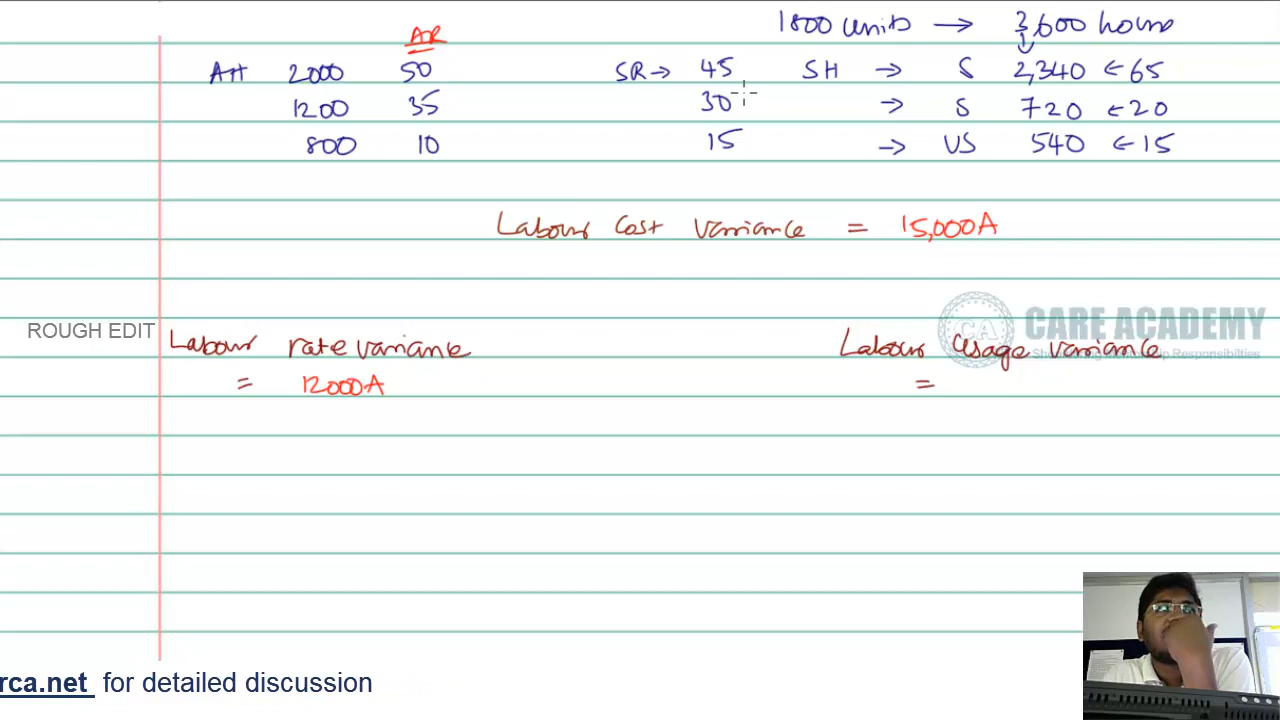 1800 units → 3,600 hours
AR
AH 2000 50 SR→ 45 SH → S 2,340 ← 65
1200 35 30 → S 720 ← 20
800 10 15 → US 540 ← 15
Labour Cost variance = 15,000A
CARE ACADEMY
ROUGH EDIT
Labour rate variance Labour usage variance
= 12000A =
rca.net for detailed discussion